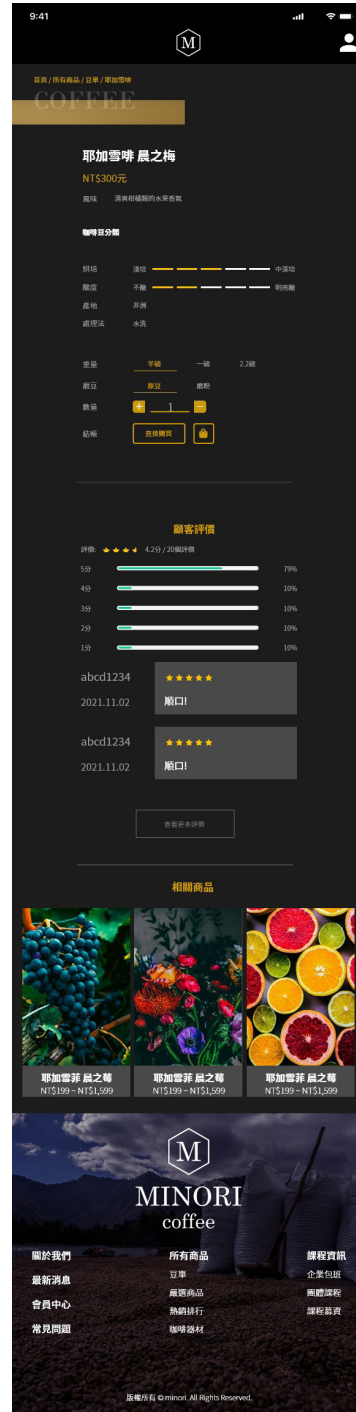 9:41
M
首頁 / 所有商品 / 豆單 / 耶加雪啡
COFFEE
耶加雪啡 晨之梅
NT$300元
風味 清爽柑橘類的水果香氣
咖啡豆分類
烘焙 淺焙 中深焙
酸度 不酸 明亮酸
產地 非洲
處理法 水洗
重量 半磅 一磅 2.2磅
磨豆 原豆 磨粉
數量 + 1 −
結帳 直接購買
顧客評價
評價: 4.2分 / 20個評價
5分 79%
4分 10%
3分 10%
2分 10%
1分 10%
abcd1234
2021.11.02 順口!
abcd1234
2021.11.02 順口!
查看更多評價
相關商品
耶加雪菲 晨之莓 耶加雪菲 晨之莓 耶加雪菲 晨之莓
NT$199 – NT$1,599 NT$199 – NT$1,599 NT$199 – NT$1,599
M
MINORI
coffee
關於我們 所有商品 課程資訊
最新消息 豆單 企業包班
會員中心 嚴選商品 團體課程
常見問題 熱銷排行 課程募資
咖啡器材
版權所有 © minori. All Rights Reserved.